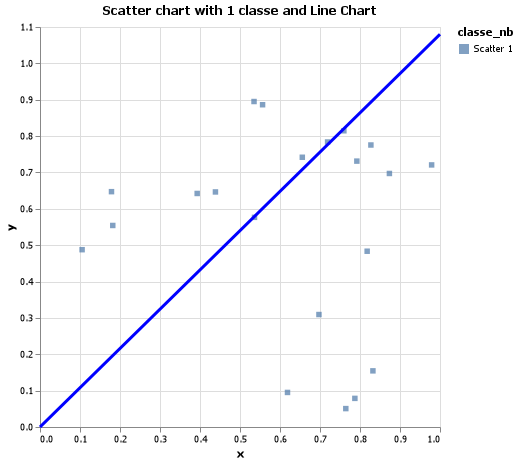 Scatter chart with 1 classe and Line Chart
classe_nb
Scatter 1
1.1
1.0
0.9
0.8
0.7
0.6
0.5
0.4
0.3
0.2
0.1
0.0
y
0.0 0.1 0.2 0.3 0.4 0.5 0.6 0.7 0.8 0.9 1.0
x